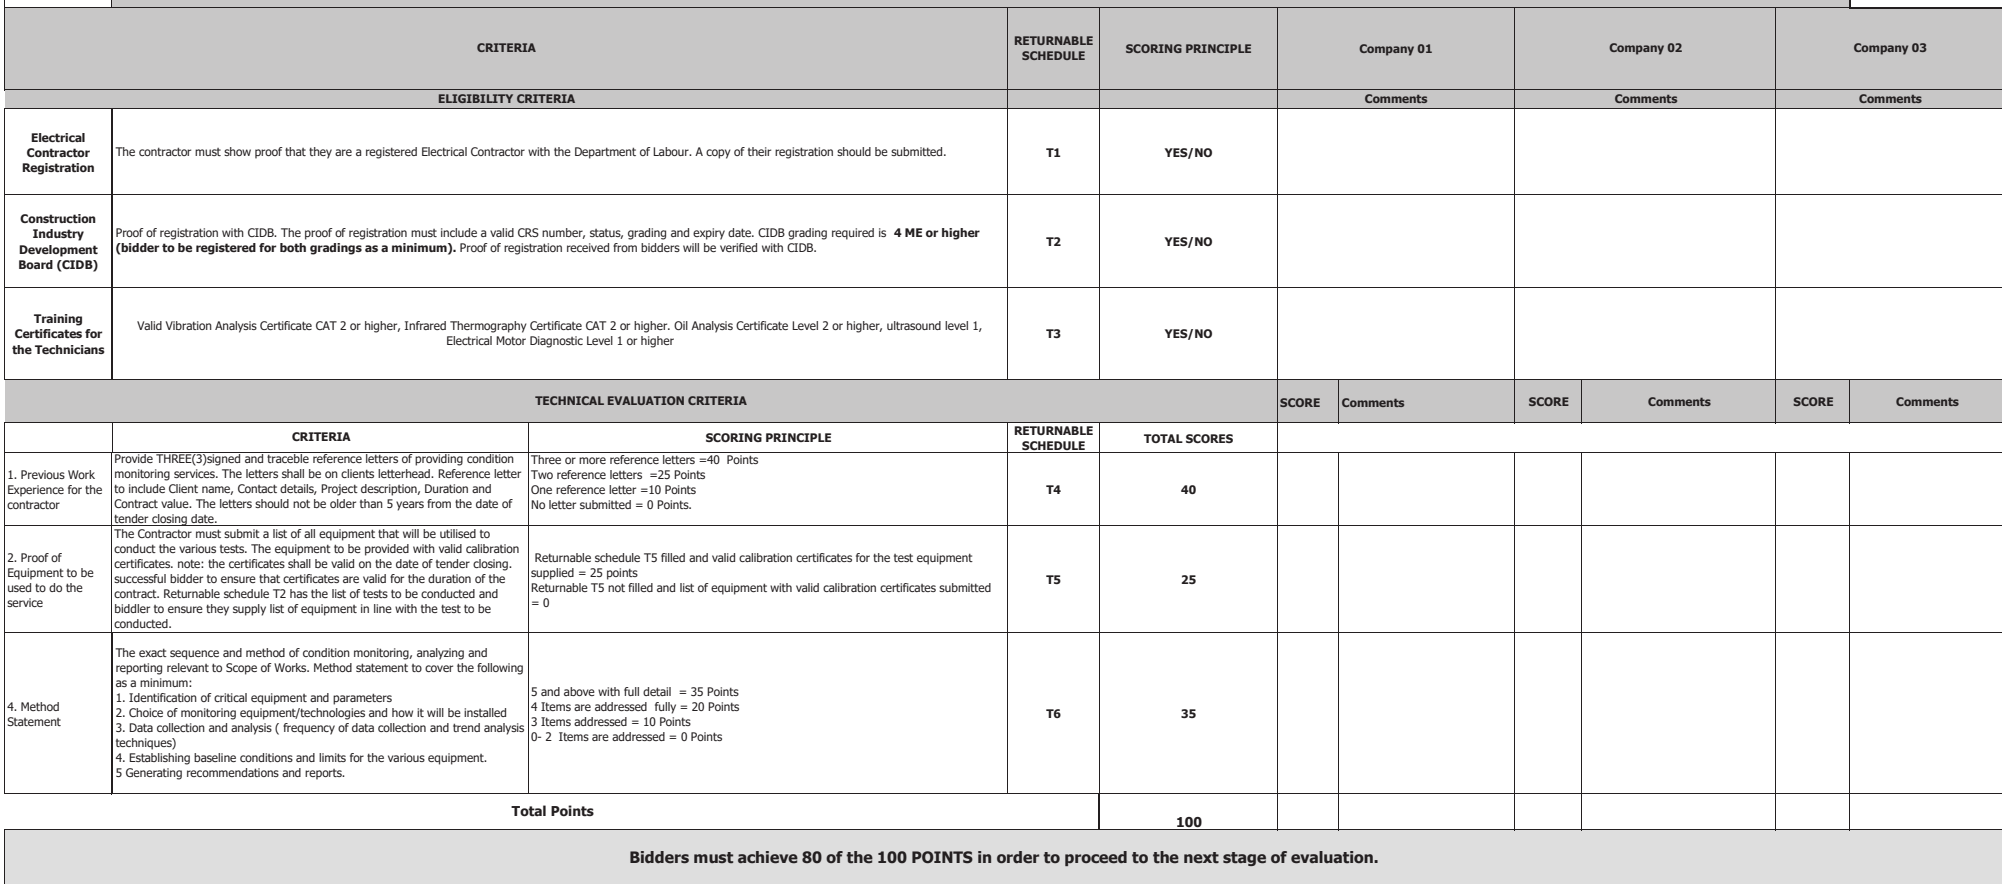 CRITERIA
RETURNABLE
SCHEDULE
SCORING PRINCIPLE
Company 01
Company 02
Company 03
ELIGIBILITY CRITERIA
Comments
Comments
Comments
Electrical
Contractor
Registration
The contractor must show proof that they are a registered Electrical Contractor with the Department of Labour. A copy of their registration should be submitted.
T1
YES/NO
Construction
Industry
Development
Board (CIDB)
Proof of registration with CIDB. The proof of registration must include a valid CRS number, status, grading and expiry date. CIDB grading required is 4 ME or higher
(bidder to be registered for both gradings as a minimum). Proof of registration received from bidders will be verified with CIDB.
T2
YES/NO
Training
Certificates for
the Technicians
Valid Vibration Analysis Certificate CAT 2 or higher, Infrared Thermography Certificate CAT 2 or higher. Oil Analysis Certificate Level 2 or higher, ultrasound level 1,
Electrical Motor Diagnostic Level 1 or higher
T3
YES/NO
TECHNICAL EVALUATION CRITERIA
SCORE
Comments
SCORE
Comments
SCORE
Comments
CRITERIA
SCORING PRINCIPLE
RETURNABLE
SCHEDULE
TOTAL SCORES
1. Previous Work
Experience for the
contractor
Provide THREE(3)signed and traceble reference letters of providing condition
monitoring services. The letters shall be on clients letterhead. Reference letter
to include Client name, Contact details, Project description, Duration and
Contract value. The letters should not be older than 5 years from the date of
tender closing date.
Three or more reference letters =40 Points
Two reference letters =25 Points
One reference letter =10 Points
No letter submitted = 0 Points.
T4
40
2. Proof of
Equipment to be
used to do the
service
The Contractor must submit a list of all equipment that will be utilised to
conduct the various tests. The equipment to be provided with valid calibration
certificates. note: the certificates shall be valid on the date of tender closing.
successful bidder to ensure that certificates are valid for the duration of the
contract. Returnable schedule T2 has the list of tests to be conducted and
biddler to ensure they supply list of equipment in line with the test to be
conducted.
Returnable schedule T5 filled and valid calibration certificates for the test equipment
supplied = 25 points
Returnable T5 not filled and list of equipment with valid calibration certificates submitted
= 0
T5
25
4. Method
Statement
The exact sequence and method of condition monitoring, analyzing and
reporting relevant to Scope of Works. Method statement to cover the following
as a minimum:
1. Identification of critical equipment and parameters
2. Choice of monitoring equipment/technologies and how it will be installed
3. Data collection and analysis ( frequency of data collection and trend analysis
techniques)
4. Establishing baseline conditions and limits for the various equipment.
5 Generating recommendations and reports.
5 and above with full detail = 35 Points
4 Items are addressed fully = 20 Points
3 Items addressed = 10 Points
0- 2 Items are addressed = 0 Points
T6
35
Total Points
100
Bidders must achieve 80 of the 100 POINTS in order to proceed to the next stage of evaluation.